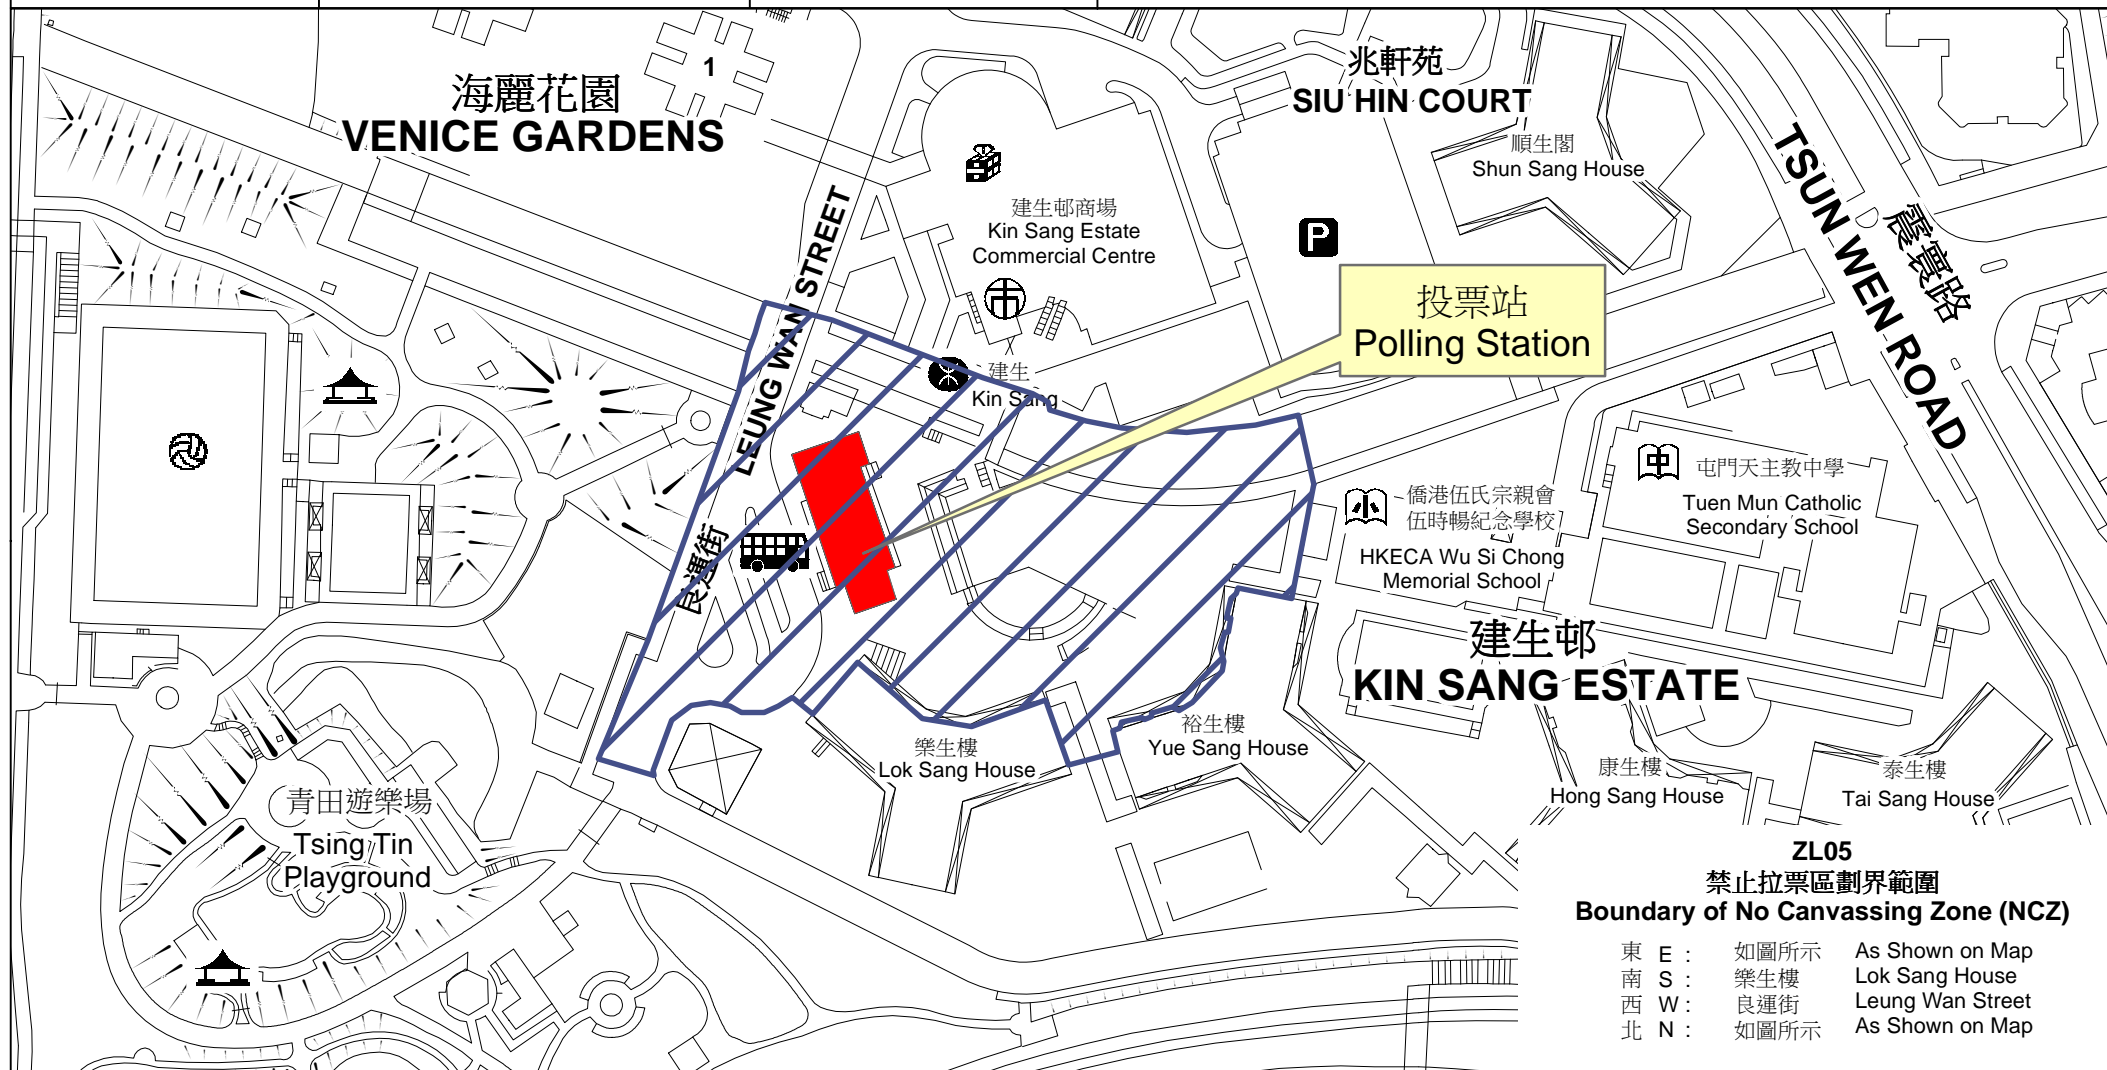 海麗花園
VENICE GARDENS
1
兆軒苑
SIU HIN COURT
順生閣
Shun Sang House
建生邨商場
Kin Sang Estate
Commercial Centre
P
市
LEUNG WAN STREET
良運街
TSUN WEN ROAD
震寰路
投票站
Polling Station
建生
Kin Sang
小
僑港伍氏宗親會
伍時暢紀念學校
HKECA Wu Si Chong
Memorial School
中
屯門天主教中學
Tuen Mun Catholic
Secondary School
建生邨
KIN SANG ESTATE
裕生樓
Yue Sang House
樂生樓
Lok Sang House
康生樓
Hong Sang House
泰生樓
Tai Sang House
青田遊樂場
Tsing Tin
Playground
ZL05
禁止拉票區劃界範圍
Boundary of No Canvassing Zone (NCZ)
東 E : 如圖所示 As Shown on Map
南 S : 樂生樓 Lok Sang House
西 W : 良運街 Leung Wan Street
北 N : 如圖所示 As Shown on Map